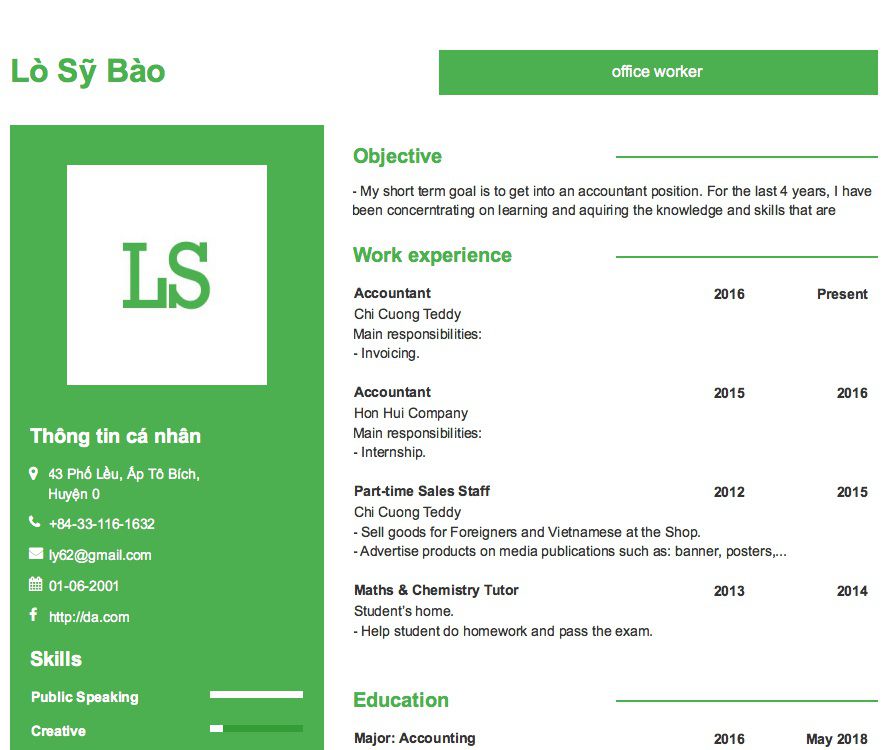 Lò Sỹ Bào
office worker
LS
Thông tin cá nhân
43 Phố Lều, Ấp Tô Bích,
Huyện 0
+84-33-116-1632
ly62@gmail.com
01-06-2001
http://da.com
Skills
Public Speaking
Creative
Objective
- My short term goal is to get into an accountant position. For the last 4 years, I have
been concerntrating on learning and aquiring the knowledge and skills that are
Work experience
Accountant 2016 Present
Chi Cuong Teddy
Main responsibilities:
- Invoicing.
Accountant 2015 2016
Hon Hui Company
Main responsibilities:
- Internship.
Part-time Sales Staff 2012 2015
Chi Cuong Teddy
- Sell goods for Foreigners and Vietnamese at the Shop.
- Advertise products on media publications such as: banner, posters,...
Maths & Chemistry Tutor 2013 2014
Student's home.
- Help student do homework and pass the exam.
Education
Major: Accounting 2016 May 2018